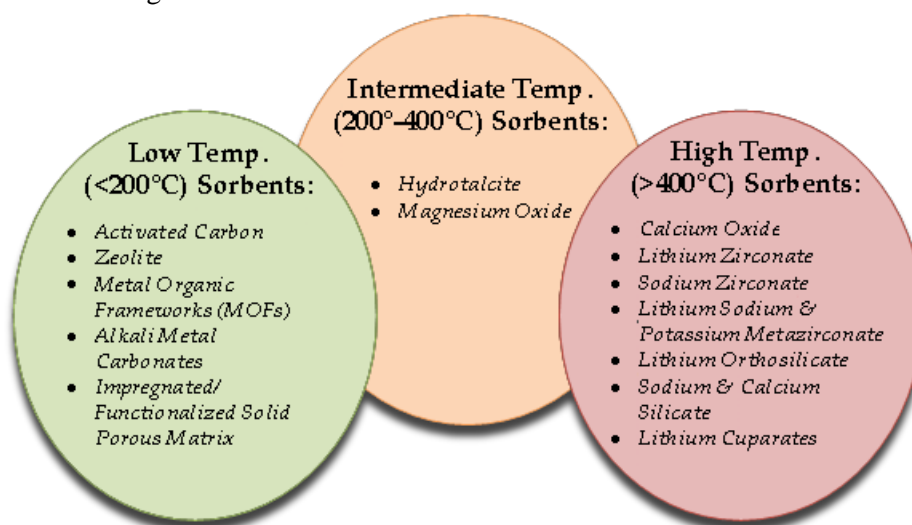 Intermediate Temp.
(200°-400°C) Sorbents:
• Hydrotalcite
• Magnesium Oxide
Low Temp.
(<200°C) Sorbents:
• Activated Carbon
• Zeolite
• Metal Organic
Frameworks (MOFs)
• Alkali Metal
Carbonates
• Impregnated/
Functionalized Solid
Porous Matrix
High Temp.
(>400°C) Sorbents:
• Calcium Oxide
• Lithium Zirconate
• Sodium Zirconate
• Lithium Sodium &
Potassium Metazirconate
• Lithium Orthosilicate
• Sodium & Calcium
Silicate
• Lithium Cuparates